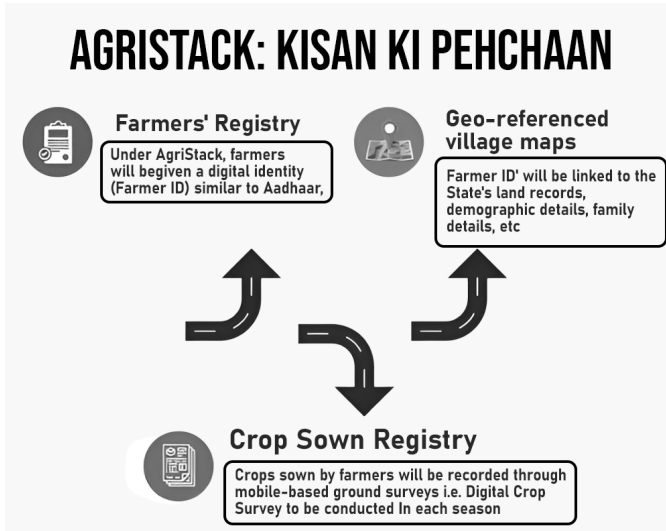 AGRISTACK: KISAN KI PEHCHAAN
Farmers' Registry
Under AgriStack, farmers
will begiven a digital identity
(Farmer ID) similar to Aadhaar,
Geo-referenced
village maps
Farmer ID' will be linked to the
State's land records,
demographic details, family
details, etc
Crop Sown Registry
Crops sown by farmers will be recorded through
mobile-based ground surveys i.e. Digital Crop
Survey to be conducted In each season